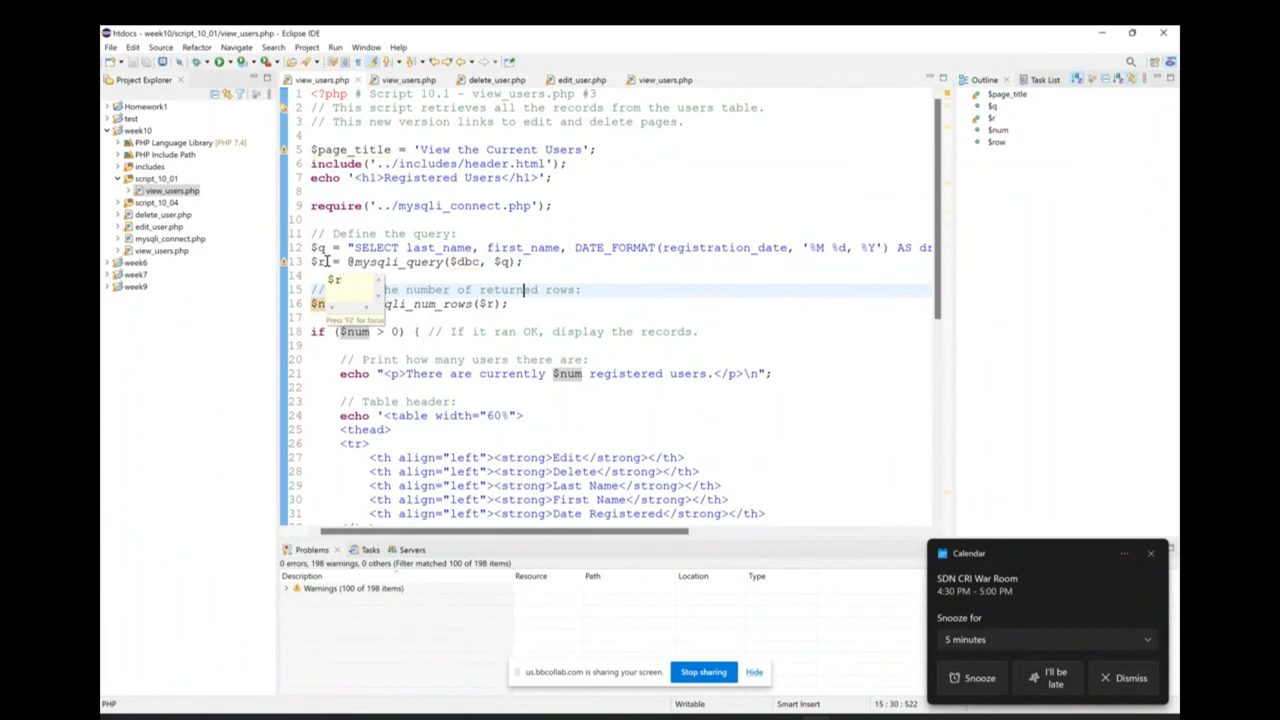 htdocs - week10/script_10_01/view_users.php - Eclipse IDE
File Edit Source Refactor Navigate Search Project Run Window Help
Project Explorer
Homework1
test
week10
PHP Language Library (PHP 7.4)
PHP Include Path
includes
script_10_01
view_users.php
script_10_04
delete_user.php
edit_user.php
mysqli_connect.php
view_users.php
week6
week7
week9
view_users.php view_users.php delete_user.php edit_user.php view_users.php
1 <?php # Script 10.1 - view_users.php #3
2 // This script retrieves all the records from the users table.
3 // This new version links to edit and delete pages.
4
5 $page_title = 'View the Current Users';
6 include('../includes/header.html');
7 echo '<h1>Registered Users</h1>';
8
9 require('../mysqli_connect.php');
10
11 // Define the query:
12 $q = "SELECT last_name, first_name, DATE_FORMAT(registration_date, '%M %d, %Y') AS dr
13 $r = @mysqli_query($dbc, $q);
14
$r
15 // he number of returned rows:
16 $n qli_num_rows($r);
Press 'F2' for focus
18 if ($num > 0) { // If it ran OK, display the records.
20 // Print how many users there are:
21 echo "<p>There are currently $num registered users.</p>\n";
22
23 // Table header:
24 echo '<table width="60%">
25 <thead>
26 <tr>
27 <th align="left"><strong>Edit</strong></th>
28 <th align="left"><strong>Delete</strong></th>
29 <th align="left"><strong>Last Name</strong></th>
30 <th align="left"><strong>First Name</strong></th>
31 <th align="left"><strong>Date Registered</strong></th>
Outline Task List
$page_title
$q
$r
$num
$row
Problems Tasks Servers
0 errors, 198 warnings, 0 others (Filter matched 100 of 198 items)
Description Resource Path Location Type
Warnings (100 of 198 items)
us.bbcollab.com is sharing your screen. Stop sharing Hide
Calendar
SDN CRI War Room
4:30 PM - 5:00 PM
Snooze for
5 minutes
Snooze I'll be late Dismiss
PHP Writable Smart Insert 15 : 30 : 522